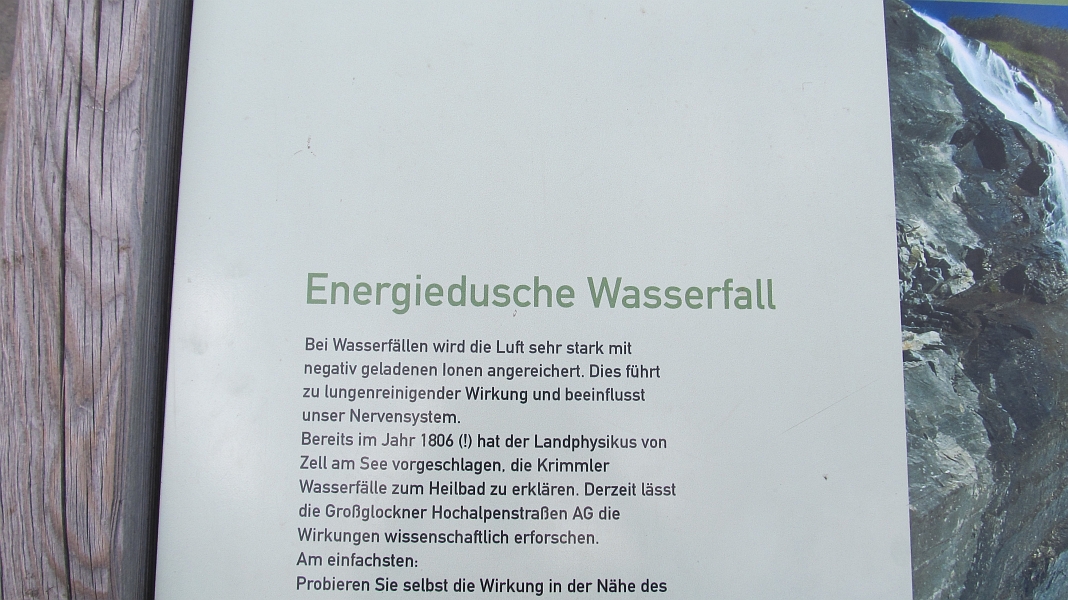 Energiedusche Wasserfall
Bei Wasserfällen wird die Luft sehr stark mit
negativ geladenen Ionen angereichert. Dies führt
zu lungenreinigender Wirkung und beeinflusst
unser Nervensystem.
Bereits im Jahr 1806 (!) hat der Landphysikus von
Zell am See vorgeschlagen, die Krimmler
Wasserfälle zum Heilbad zu erklären. Derzeit lässt
die Großglockner Hochalpenstraßen AG die
Wirkungen wissenschaftlich erforschen.
Am einfachsten:
Probieren Sie selbst die Wirkung in der Nähe des